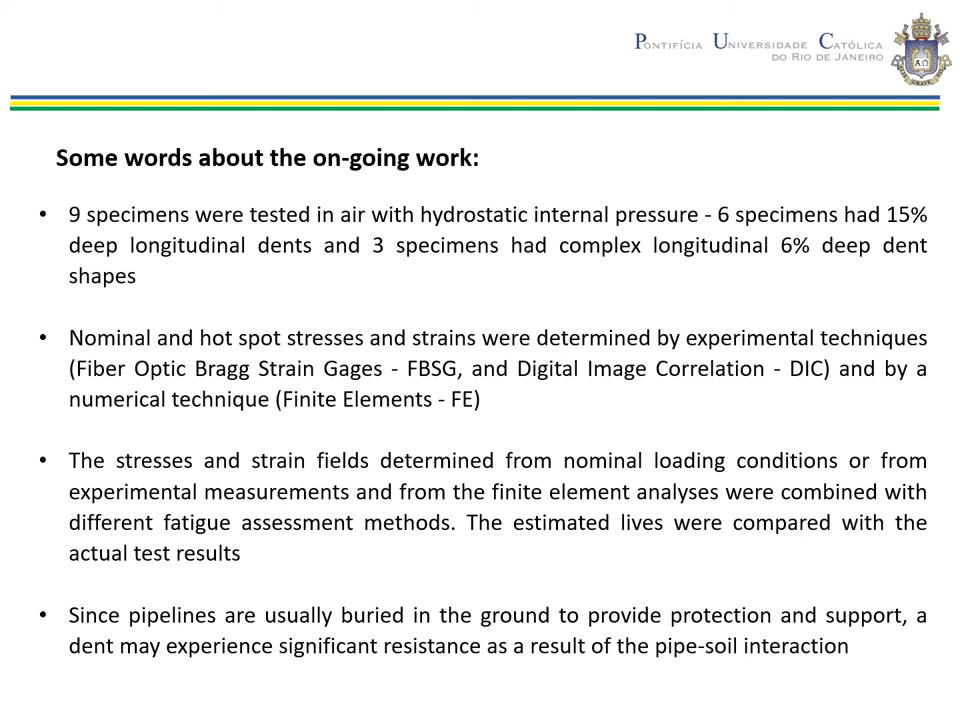 Pontifícia Universidade Católica
do Rio de Janeiro
Some words about the on-going work:
• 9 specimens were tested in air with hydrostatic internal pressure - 6 specimens had 15%
deep longitudinal dents and 3 specimens had complex longitudinal 6% deep dent
shapes
• Nominal and hot spot stresses and strains were determined by experimental techniques
(Fiber Optic Bragg Strain Gages - FBSG, and Digital Image Correlation - DIC) and by a
numerical technique (Finite Elements - FE)
• The stresses and strain fields determined from nominal loading conditions or from
experimental measurements and from the finite element analyses were combined with
different fatigue assessment methods. The estimated lives were compared with the
actual test results
• Since pipelines are usually buried in the ground to provide protection and support, a
dent may experience significant resistance as a result of the pipe-soil interaction